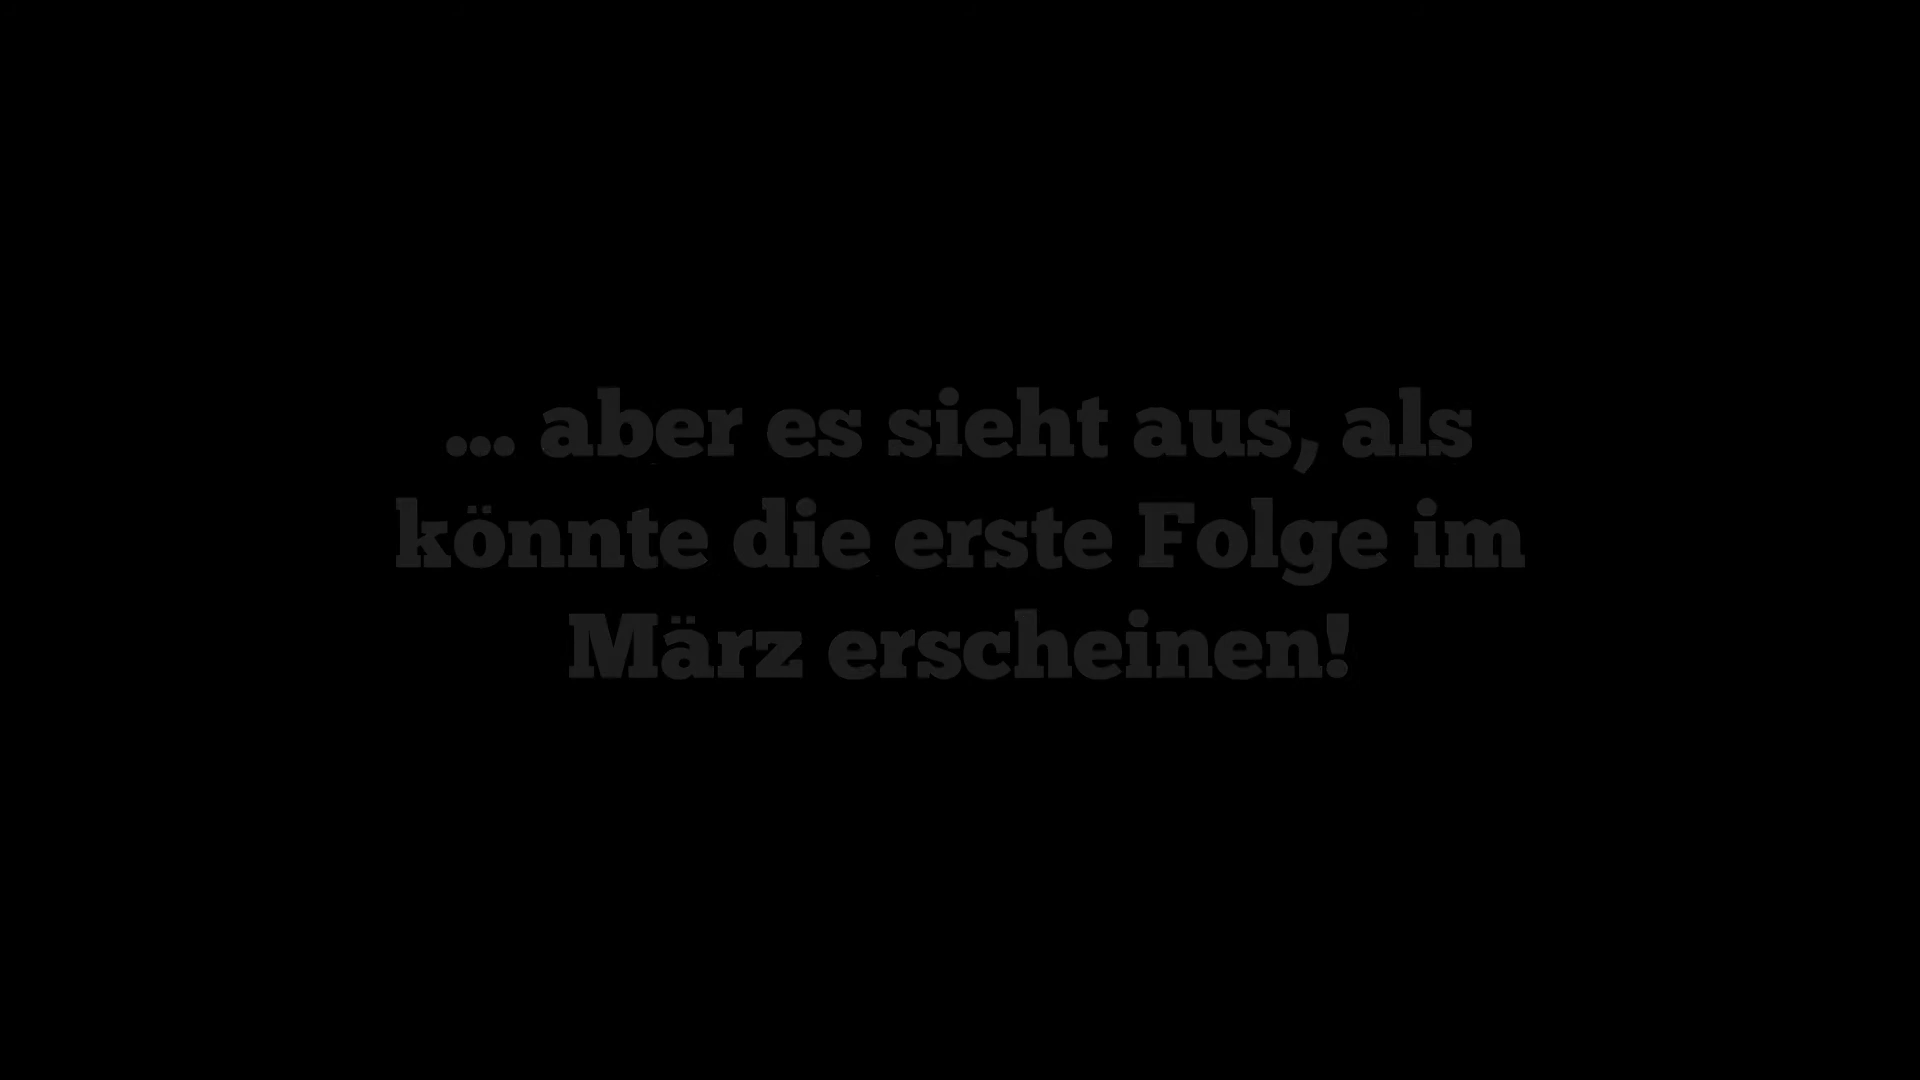 ... aber es sieht aus, als
könnte die erste Folge im
März erscheinen!